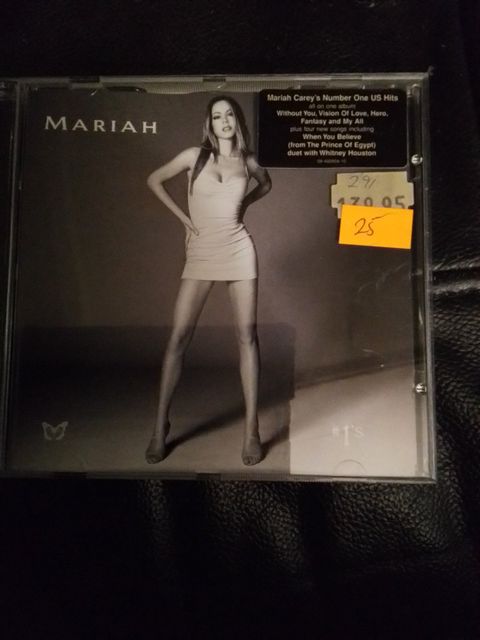 MARIAH
Mariah Carey's Number One US Hits
all on one album
Without You, Vision Of Love, Hero,
Fantasy and My All
plus four new songs including
When You Believe
(from The Prince Of Egypt)
duet with Whitney Houston
29/
139.95
25
#1's